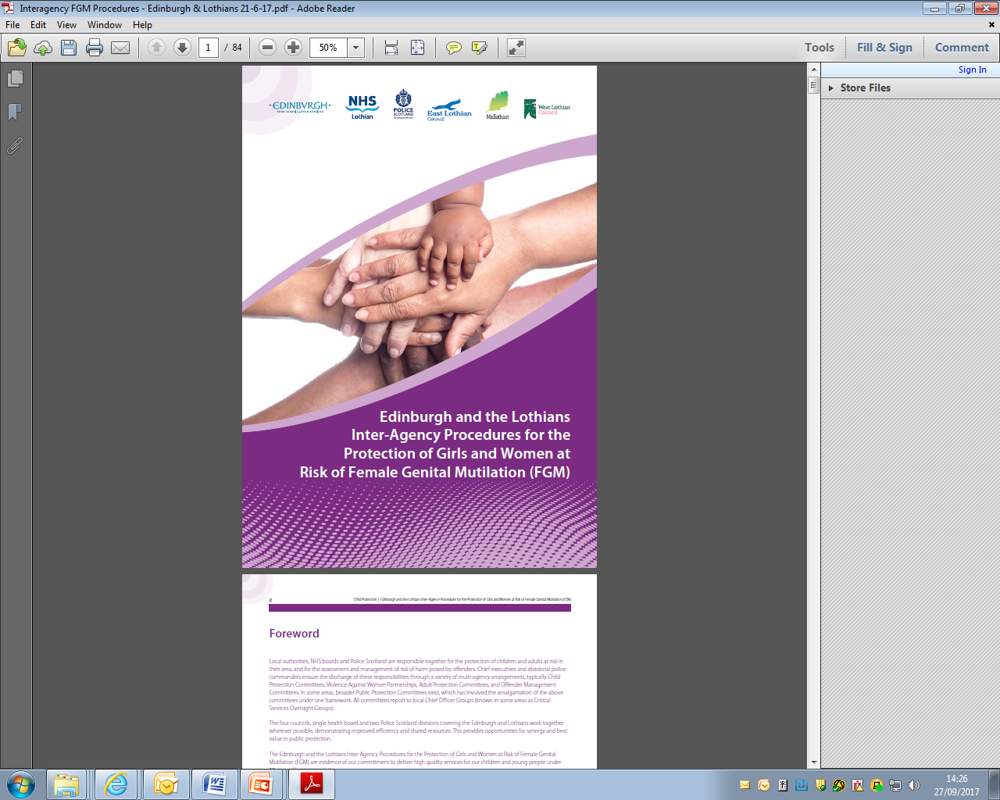 Interagency FGM Procedures - Edinburgh & Lothians 21-6-17.pdf - Adobe Reader
File Edit View Window Help
1 / 84 50% Tools Fill & Sign Comment
Sign In
Store Files
•EDINBVRGH•
THE CITY OF EDINBURGH COUNCIL
NHS
Lothian
POLICE
SCOTLAND
East Lothian
Council
Midlothian
West Lothian
Council
Edinburgh and the Lothians
Inter-Agency Procedures for the
Protection of Girls and Women at
Risk of Female Genital Mutilation (FGM)
2 Child Protection | Edinburgh and the Lothians Inter-Agency Procedures for the Protection of Girls and Women at Risk of Female Genital Mutilation (FGM)
Foreword
Local authorities, NHS boards and Police Scotland are responsible together for the protection of children and adults at risk in
their area, and for the assessment and management of risk of harm posed by offenders. Chief executives and divisional police
commanders ensure the discharge of these responsibilities through a variety of multi-agency arrangements, typically Child
Protection Committees, Violence Against Women Partnerships, Adult Protection Committees, and Offender Management
Committees. In some areas, broader Public Protection Committees exist, which has involved the amalgamation of the above
committees under one framework. All committees report to local Chief Officer Groups (known in some areas as Critical
Services Oversight Groups).
The four councils, single health board and two Police Scotland divisions covering the Edinburgh and Lothians work together
wherever possible, demonstrating improved efficiency and shared resources. This provides opportunities for synergy and best
value in public protection.
The Edinburgh and the Lothians Inter-Agency Procedures for the Protection of Girls and Women at Risk of Female Genital
Mutilation (FGM) are evidence of our commitment to deliver high quality services for our children and young people under
14:26
27/09/2017